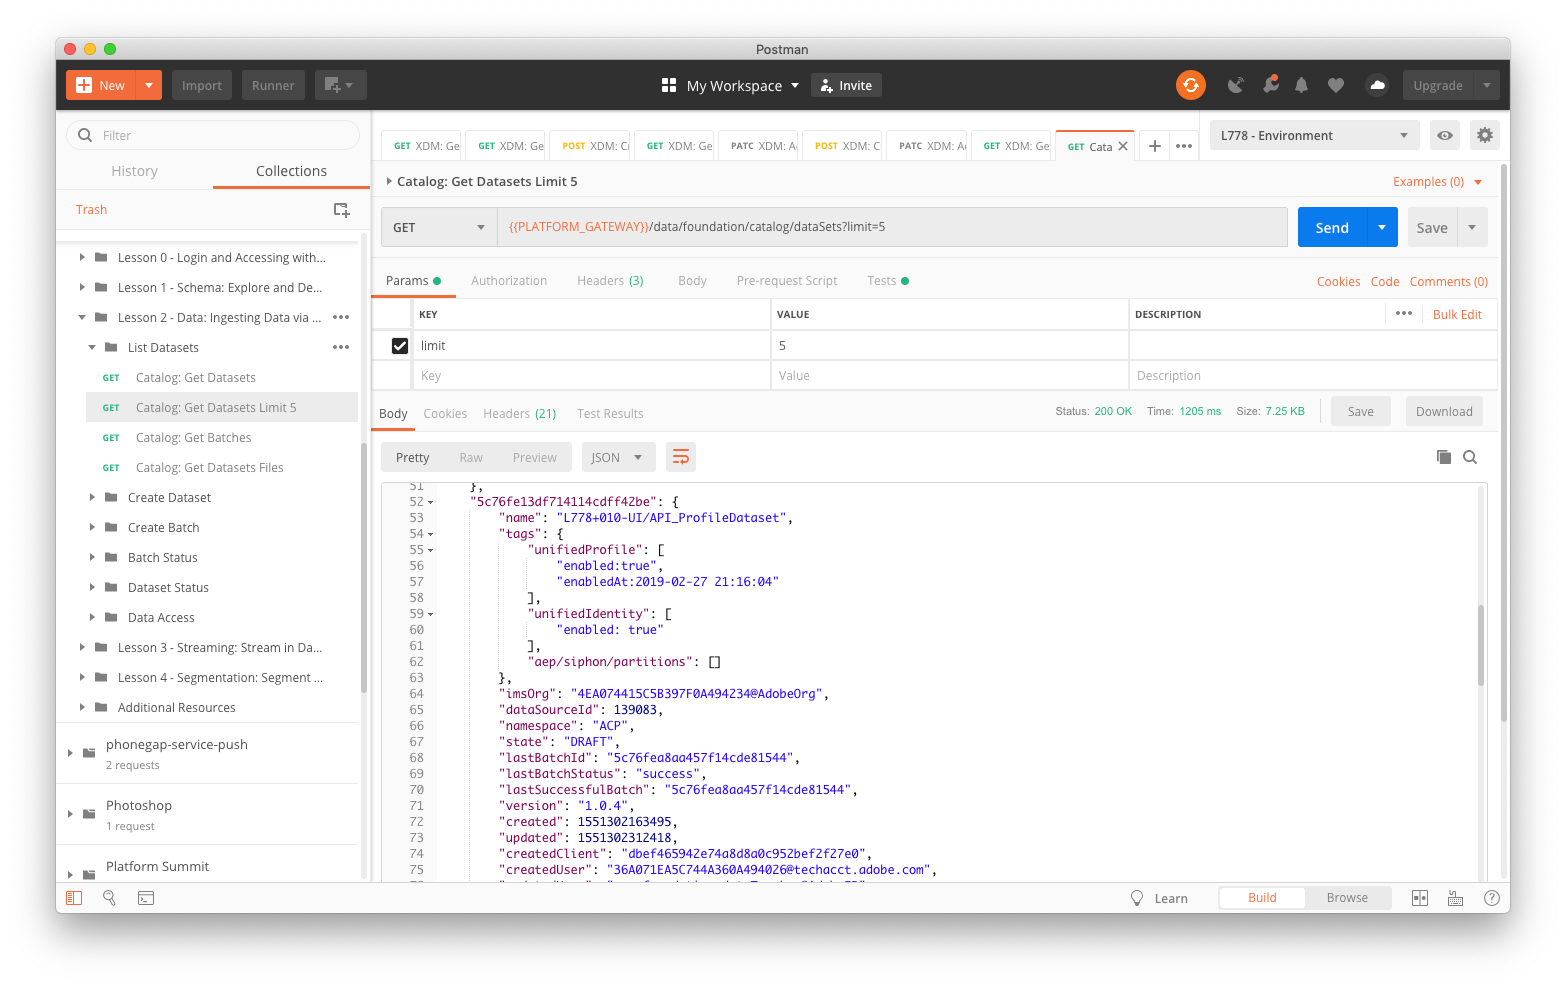 Postman
New
Import
Runner
My Workspace
Invite
Upgrade
Filter
History
Collections
Trash
Lesson 0 - Login and Accessing with...
Lesson 1 - Schema: Explore and De...
Lesson 2 - Data: Ingesting Data via ...
List Datasets
GET Catalog: Get Datasets
GET Catalog: Get Datasets Limit 5
GET Catalog: Get Batches
GET Catalog: Get Datasets Files
Create Dataset
Create Batch
Batch Status
Dataset Status
Data Access
Lesson 3 - Streaming: Stream in Da...
Lesson 4 - Segmentation: Segment ...
Additional Resources
phonegap-service-push
2 requests
Photoshop
1 request
Platform Summit
GET XDM: Ge
GET XDM: Ge
POST XDM: C
GET XDM: Ge
PATC XDM: A
POST XDM: C
PATC XDM: A
GET XDM: Ge
GET Cata
L778 - Environment
Catalog: Get Datasets Limit 5
Examples (0)
GET
{{PLATFORM_GATEWAY}}/data/foundation/catalog/dataSets?limit=5
Send
Save
Params
Authorization
Headers (3)
Body
Pre-request Script
Tests
Cookies
Code
Comments (0)
KEY
VALUE
DESCRIPTION
Bulk Edit
limit
5
Key
Value
Description
Body
Cookies
Headers (21)
Test Results
Status: 200 OK
Time: 1205 ms
Size: 7.25 KB
Save
Download
Pretty
Raw
Preview
JSON
51 },
52 "5c76fe13df714114cdff42be": {
53 "name": "L778+010-UI/API_ProfileDataset",
54 "tags": {
55 "unifiedProfile": [
56 "enabled:true",
57 "enabledAt:2019-02-27 21:16:04"
58 ],
59 "unifiedIdentity": [
60 "enabled: true"
61 ],
62 "aep/siphon/partitions": []
63 },
64 "imsOrg": "4EA074415C5B397F0A494234@AdobeOrg",
65 "dataSourceId": 139083,
66 "namespace": "ACP",
67 "state": "DRAFT",
68 "lastBatchId": "5c76fea8aa457f14cde81544",
69 "lastBatchStatus": "success",
70 "lastSuccessfulBatch": "5c76fea8aa457f14cde81544",
71 "version": "1.0.4",
72 "created": 1551302163495,
73 "updated": 1551302312418,
74 "createdClient": "dbef465942e74a8d8a0c952bef2f27e0",
75 "createdUser": "36A071EA5C744A360A494026@techacct.adobe.com",
Learn
Build
Browse